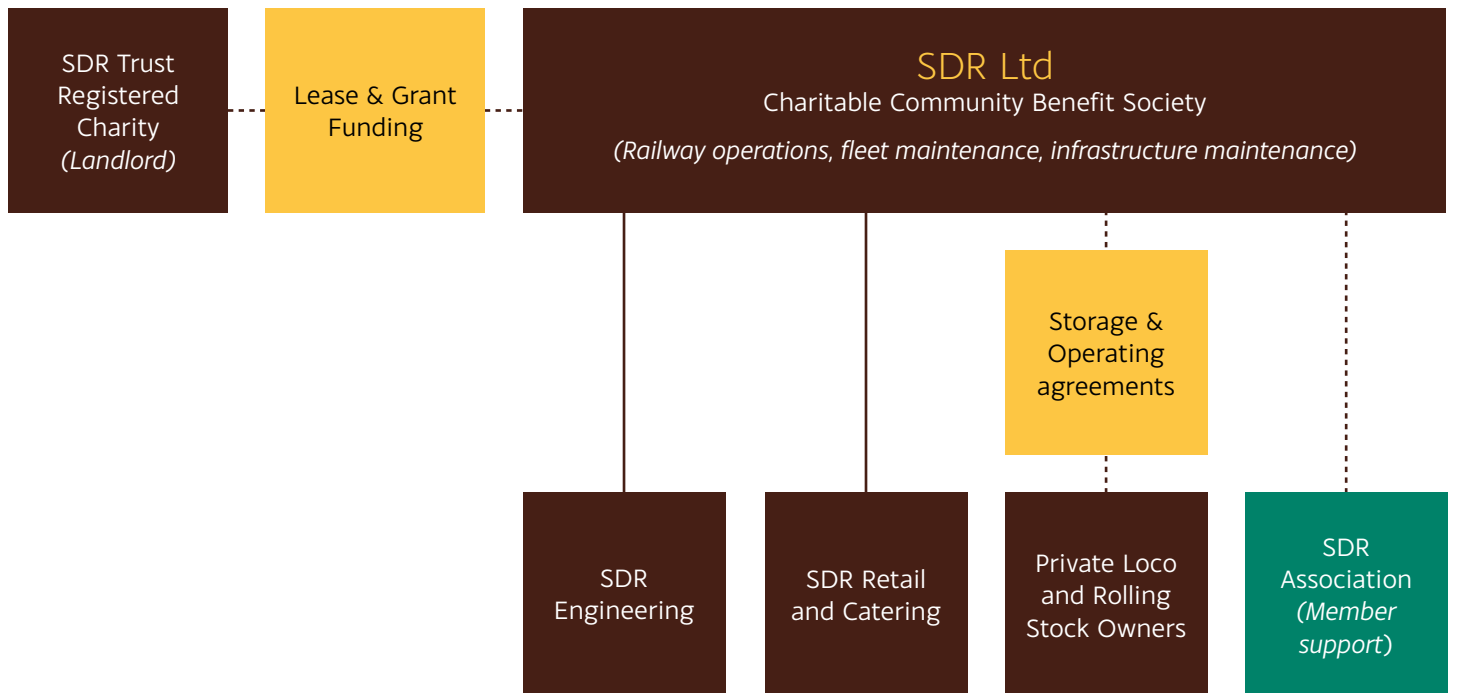 SDR Trust
Registered
Charity
(Landlord)
Lease & Grant
Funding
SDR Ltd
Charitable Community Benefit Society
(Railway operations, fleet maintenance, infrastructure maintenance)
Storage &
Operating
agreements
SDR
Engineering
SDR Retail
and Catering
Private Loco
and Rolling
Stock Owners
SDR
Association
(Member
support)